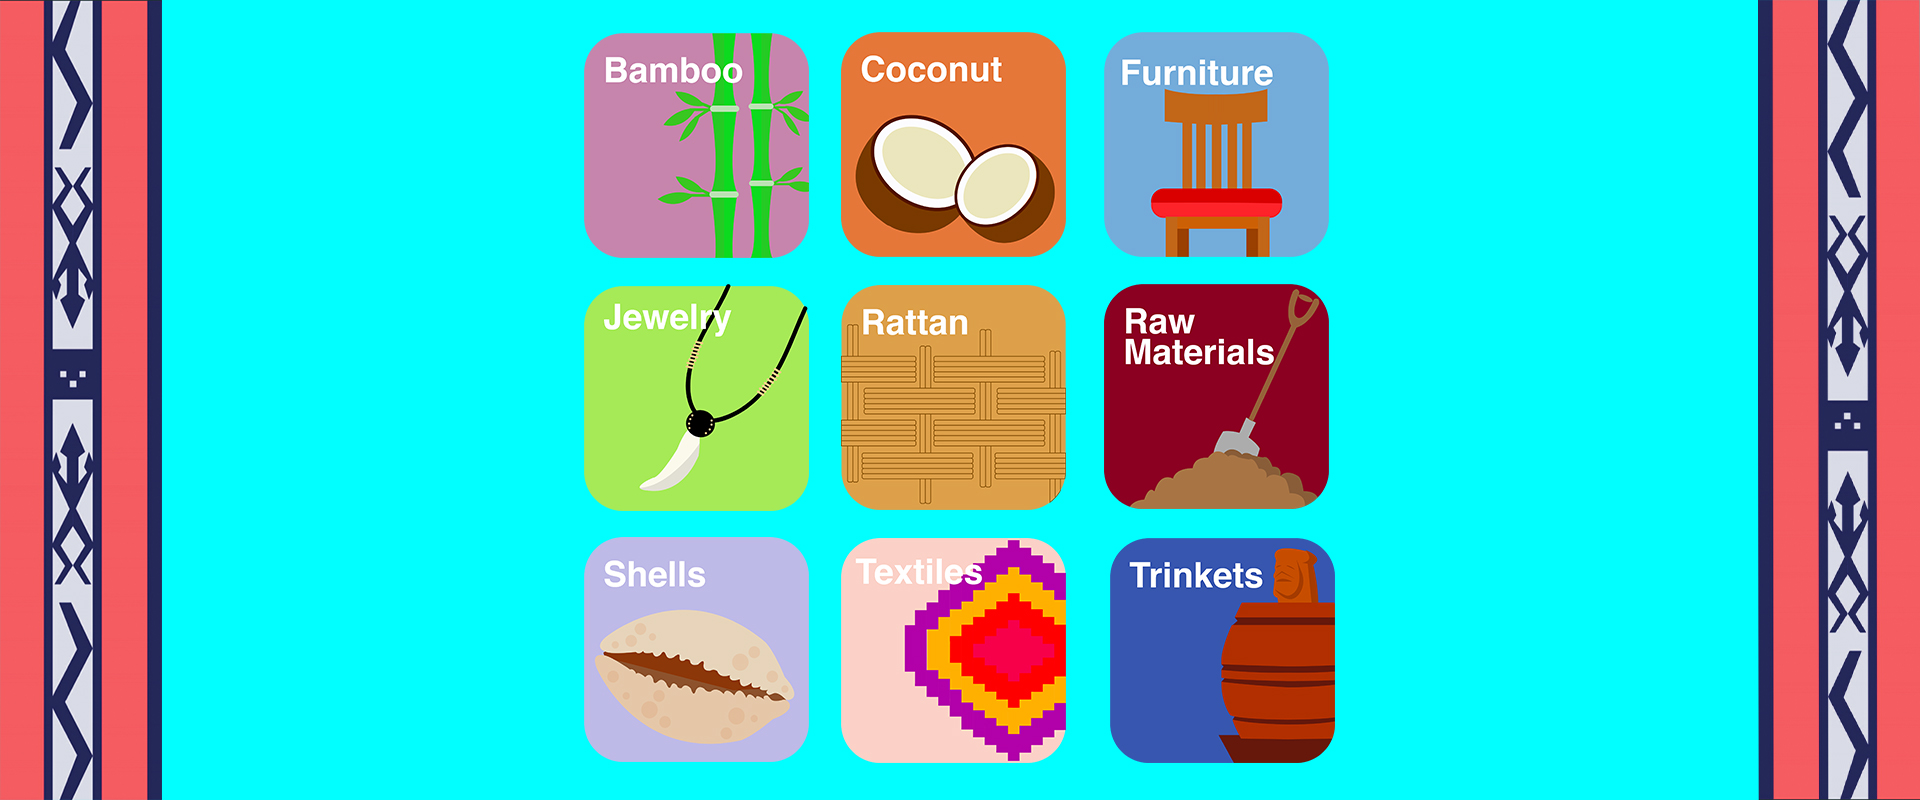 Bamboo
Coconut
Furniture
Jewelry
Rattan
Raw
Materials
Shells
Textiles
Trinkets